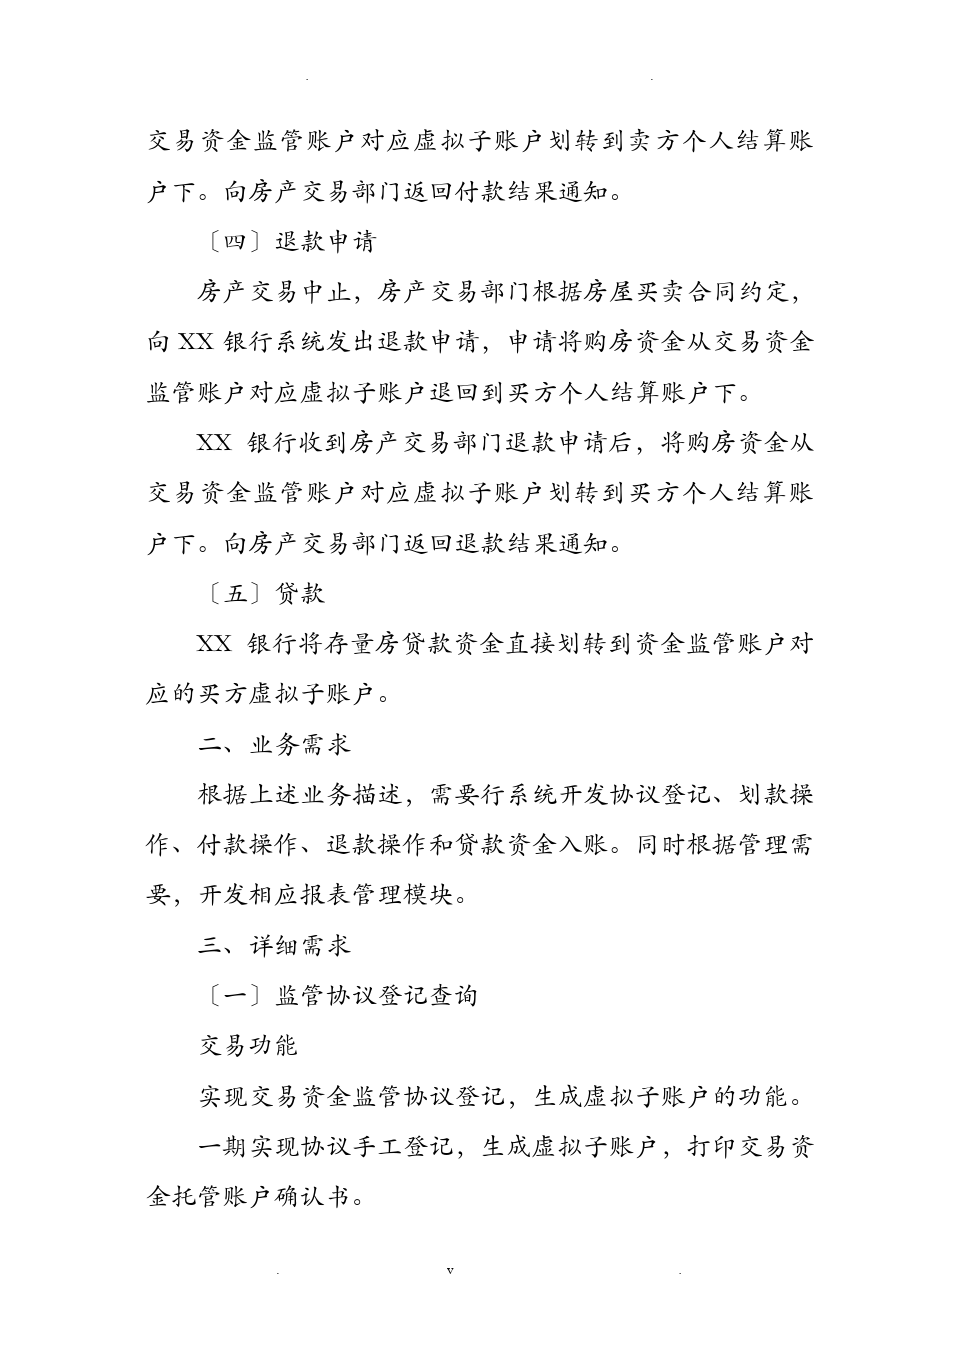 交易资金监管账户对应虚拟子账户划转到卖方个人结算账
户下。向房产交易部门返回付款结果通知。
〔四〕退款申请
房产交易中止，房产交易部门根据房屋买卖合同约定，
向 XX 银行系统发出退款申请，申请将购房资金从交易资金
监管账户对应虚拟子账户退回到买方个人结算账户下。
XX 银行收到房产交易部门退款申请后，将购房资金从
交易资金监管账户对应虚拟子账户划转到买方个人结算账
户下。向房产交易部门返回退款结果通知。
〔五〕贷款
XX 银行将存量房贷款资金直接划转到资金监管账户对
应的买方虚拟子账户。
二、业务需求
根据上述业务描述，需要行系统开发协议登记、划款操
作、付款操作、退款操作和贷款资金入账。同时根据管理需
要，开发相应报表管理模块。
三、详细需求
〔一〕监管协议登记查询
交易功能
实现交易资金监管协议登记，生成虚拟子账户的功能。
一期实现协议手工登记，生成虚拟子账户，打印交易资
金托管账户确认书。
. v .